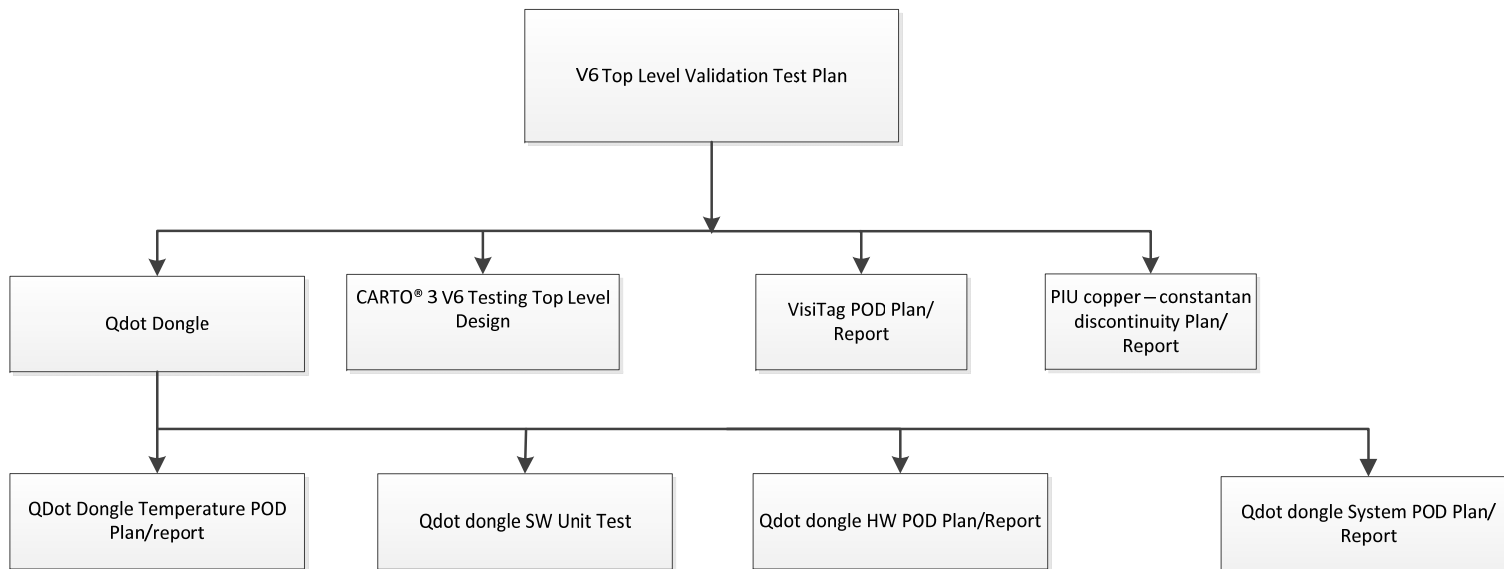 V6 Top Level Validation Test Plan
Qdot Dongle
CARTO® 3 V6 Testing Top Level
Design
VisiTag POD Plan/
Report
PIU copper – constantan
discontinuity Plan/
Report
QDot Dongle Temperature POD
Plan/report
Qdot dongle SW Unit Test
Qdot dongle HW POD Plan/Report
Qdot dongle System POD Plan/
Report